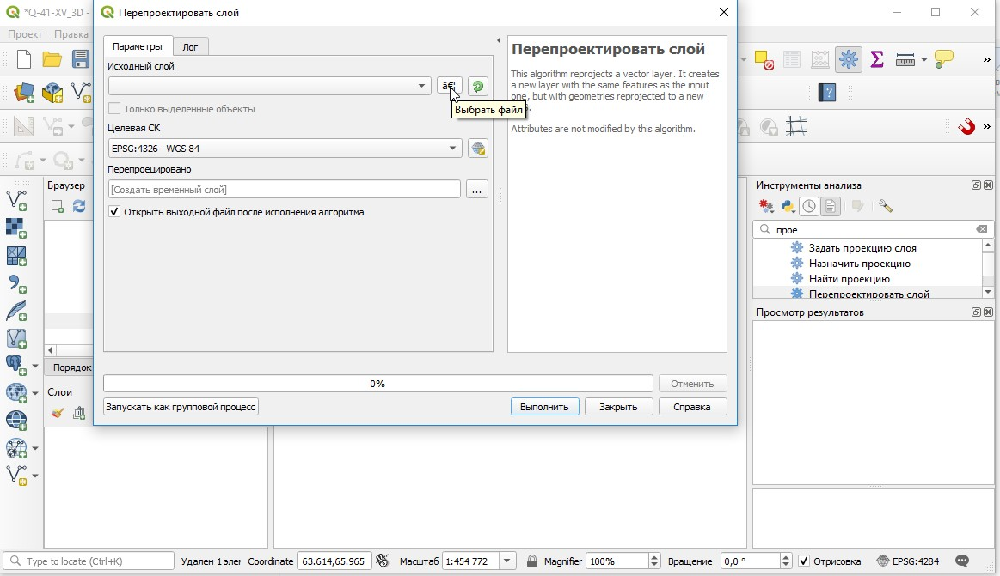 *Q-41-XV_3D -
Перепроектировать слой
Проект Правка
Параметры
Лог
Исходный слой
…
Выбрать файл
Только выделенные объекты
Целевая СК
EPSG:4326 - WGS 84
Перепроецировано
[Создать временный слой]
...
Открыть выходной файл после исполнения алгоритма
Перепроектировать слой
This algorithm reprojects a vector layer. It creates
a new layer with the same features as the input
one, but with geometries reprojected to a new
Attributes are not modified by this algorithm.
0%
Отменить
Запускать как групповой процесс
Выполнить
Закрыть
Справка
Браузер
Порядок
Слои
Инструменты анализа
прое
Задать проекцию слоя
Назначить проекцию
Найти проекцию
Перепроектировать слой
Просмотр результатов
Type to locate (Ctrl+K)
Удален 1 элег
Coordinate
63.614,65.965
Масштаб
1:454 772
Magnifier
100%
Вращение
0,0 °
Отрисовка
EPSG:4284